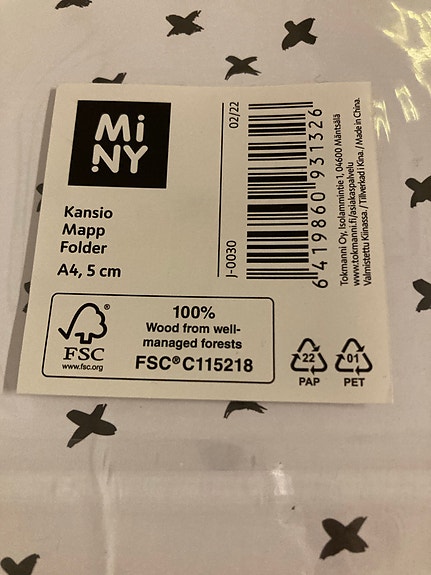 Mi
NY
Kansio
Mapp
Folder
A4, 5 cm
J-0030 02/22
6 419860 931326
Tokmanni Oy, Isolammintie 1, 04600 Mäntsälä
www.tokmanni.fi/asiakaspalvelu
Valmistettu Kiinassa. / Tillverkad i Kina. / Made in China.
®
FSC
www.fsc.org
100%
Wood from well-
managed forests
FSC® C115218
22
PAP
01
PET